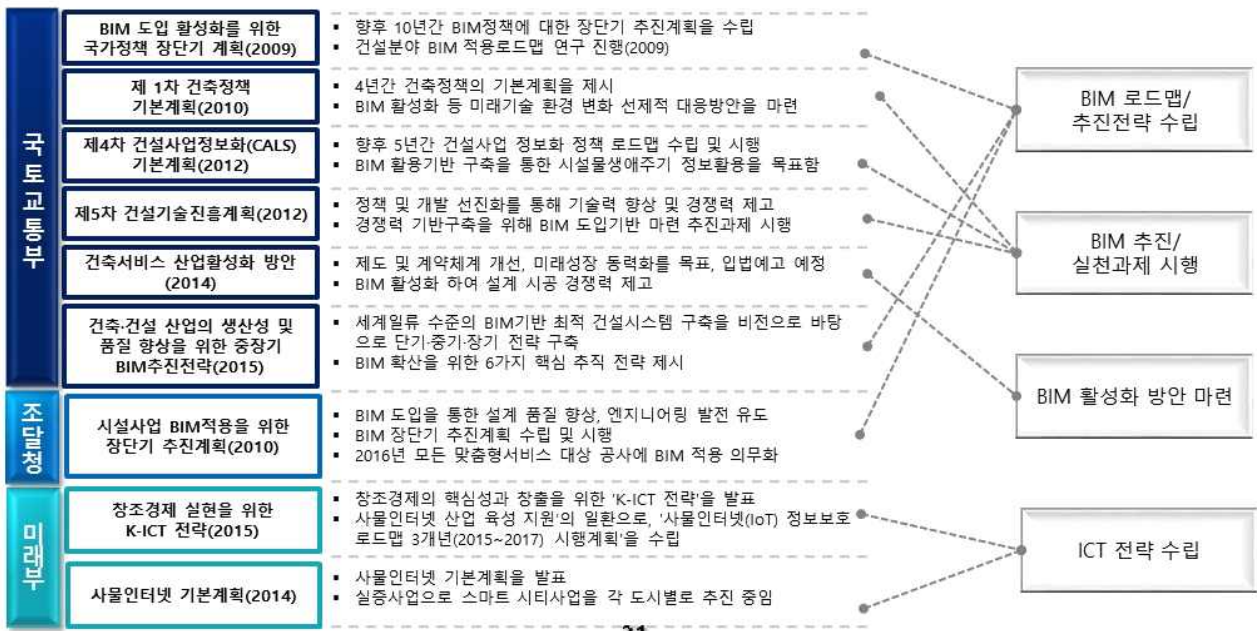 국토교통부
BIM 도입 활성화를 위한
국가정책 장단기 계획(2009)
▪ 향후 10년간 BIM정책에 대한 장단기 추진계획을 수립
▪ 건설분야 BIM 적용로드맵 연구 진행(2009)
제 1차 건축정책
기본계획(2010)
▪ 4년간 건축정책의 기본계획을 제시
▪ BIM 활성화 등 미래기술 환경 변화 선제적 대응방안을 마련
제4차 건설사업정보화(CALS)
기본계획(2012)
▪ 향후 5년간 건설사업 정보화 정책 로드맵 수립 및 시행
▪ BIM 활용기반 구축을 통한 시설물생애주기 정보활용을 목표함
제5차 건설기술진흥계획(2012)
▪ 정책 및 개발 선진화를 통해 기술력 향상 및 경쟁력 제고
▪ 경쟁력 기반구축을 위해 BIM 도입기반 마련 추진과제 시행
건축서비스 산업활성화 방안
(2014)
▪ 제도 및 계약체계 개선, 미래성장 동력화를 목표, 입법예고 예정
▪ BIM 활성화 하여 설계 시공 경쟁력 제고
건축·건설 산업의 생산성 및
품질 향상을 위한 중장기
BIM추진전략(2015)
▪ 세계일류 수준의 BIM기반 최적 건설시스템 구축을 비전으로 바탕
으로 단기·중기·장기 전략 구축
▪ BIM 확산을 위한 6가지 핵심 추직 전략 제시
조달청
시설사업 BIM적용을 위한
장단기 추진계획(2010)
▪ BIM 도입을 통한 설계 품질 향상, 엔지니어링 발전 유도
▪ BIM 장단기 추진계획 수립 및 시행
▪ 2016년 모든 맞춤형서비스 대상 공사에 BIM 적용 의무화
미래부
창조경제 실현을 위한
K-ICT 전략(2015)
▪ 창조경제의 핵심성과 창출을 위한 'K-ICT 전략'을 발표
▪ 사물인터넷 산업 육성 지원'의 일환으로, '사물인터넷(IoT) 정보보호
로드맵 3개년(2015~2017) 시행계획'을 수립
사물인터넷 기본계획(2014)
▪ 사물인터넷 기본계획을 발표
▪ 실증사업으로 스마트 시티사업을 각 도시별로 추진 중임
BIM 로드맵/
추진전략 수립
BIM 추진/
실천과제 시행
BIM 활성화 방안 마련
ICT 전략 수립